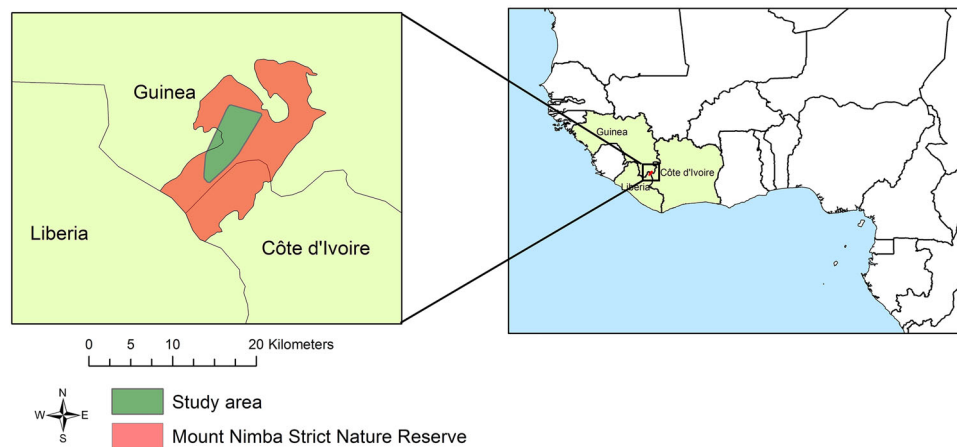 Guinea
Liberia
Côte d'Ivoire
Guinea
Côte d'Ivoire
Liberia
0 5 10 20 Kilometers
N
W E
S
Study area
Mount Nimba Strict Nature Reserve